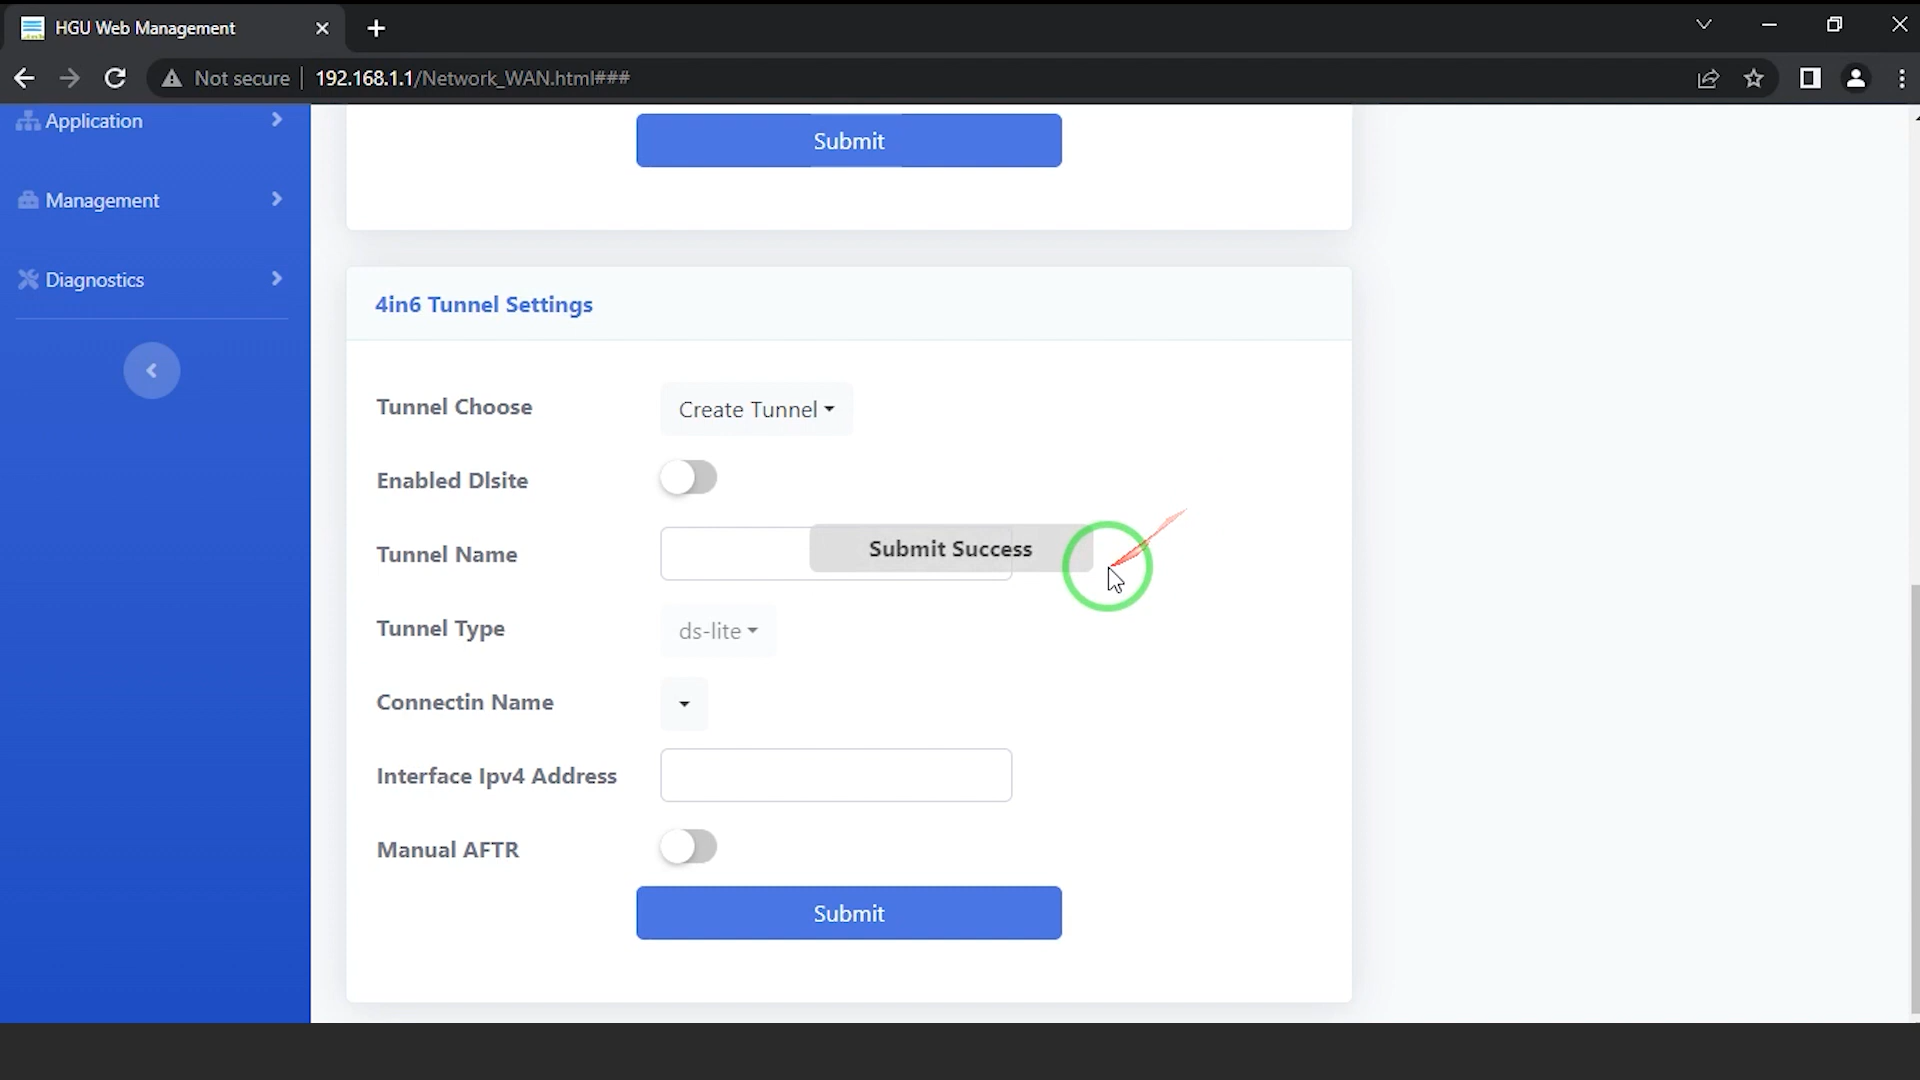 HGU Web Management
Not secure
192.168.1.1/Network_WAN.html###
Application
Management
Diagnostics
Submit
4in6 Tunnel Settings
Tunnel Choose
Create Tunnel
Enabled Dlsite
Tunnel Name
Submit Success
Tunnel Type
ds-lite
Connectin Name
Interface Ipv4 Address
Manual AFTR
Submit